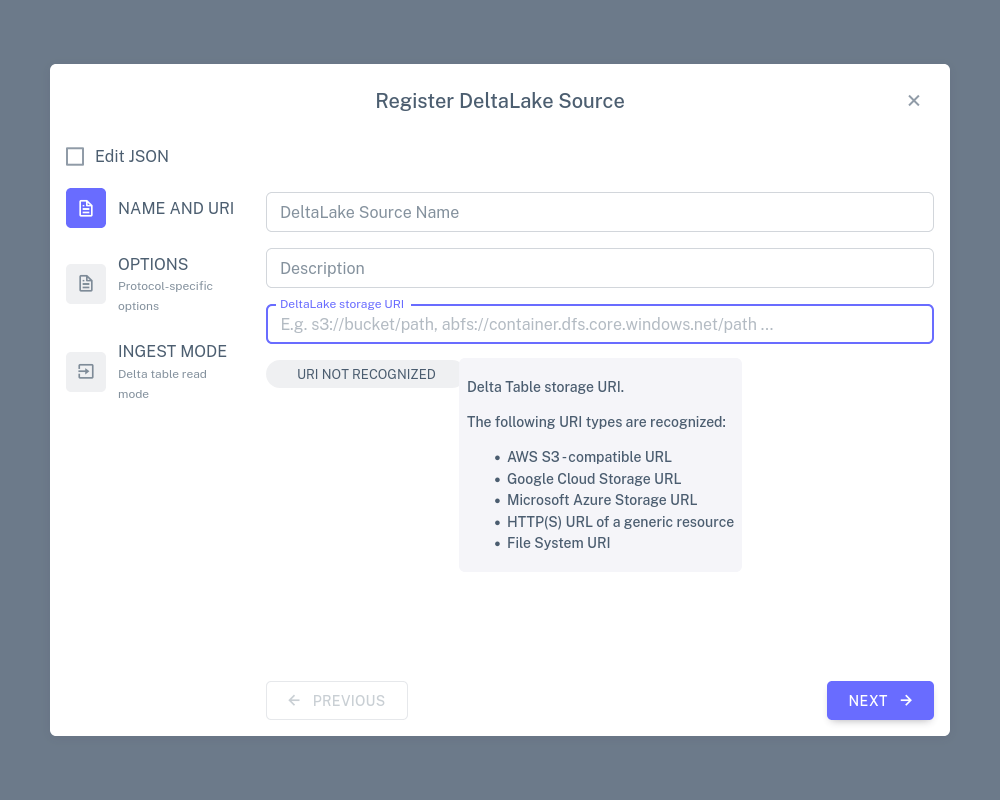 Register DeltaLake Source
Edit JSON
NAME AND URI
OPTIONS
Protocol-specific
options
INGEST MODE
Delta table read
mode
DeltaLake Source Name
Description
DeltaLake storage URI
E.g. s3://bucket/path, abfs://container.dfs.core.windows.net/path ...
URI NOT RECOGNIZED
Delta Table storage URI.
The following URI types are recognized:
• AWS S3-compatible URL
• Google Cloud Storage URL
• Microsoft Azure Storage URL
• HTTP(S) URL of a generic resource
• File System URI
PREVIOUS
NEXT